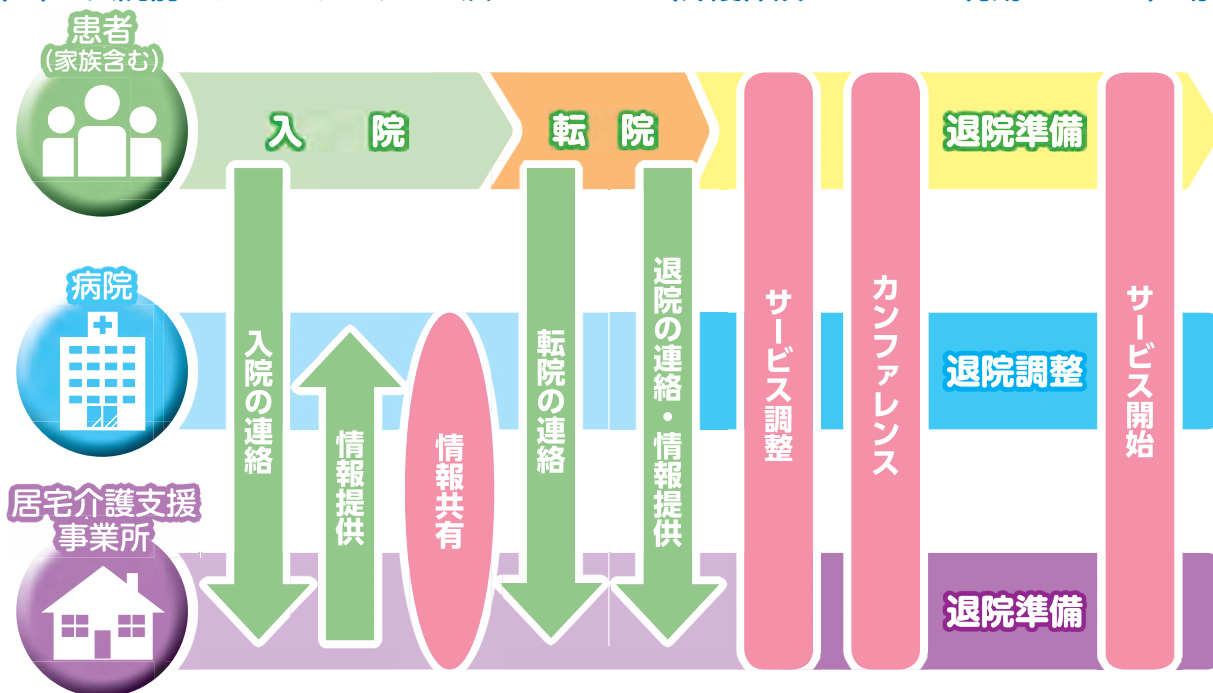 患者
(家族含む)
入 院
転 院
退院準備
病院
退院調整
居宅介護支援
事業所
退院準備
入院の連絡
情報提供
情報共有
転院の連絡
退院の連絡・情報提供
サービス調整
カンファレンス
サービス開始